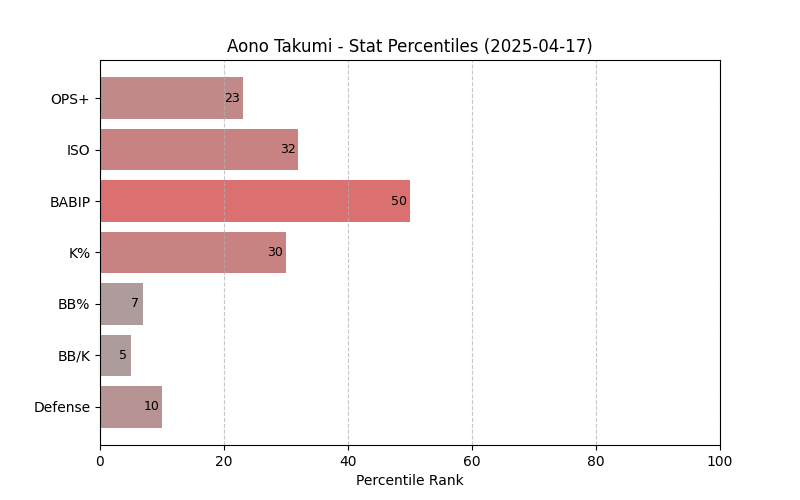 Aono Takumi - Stat Percentiles (2025-04-17)
OPS+ 23
ISO 32
BABIP 50
K% 30
BB% 7
BB/K 5
Defense 10
0 20 40 60 80 100
Percentile Rank